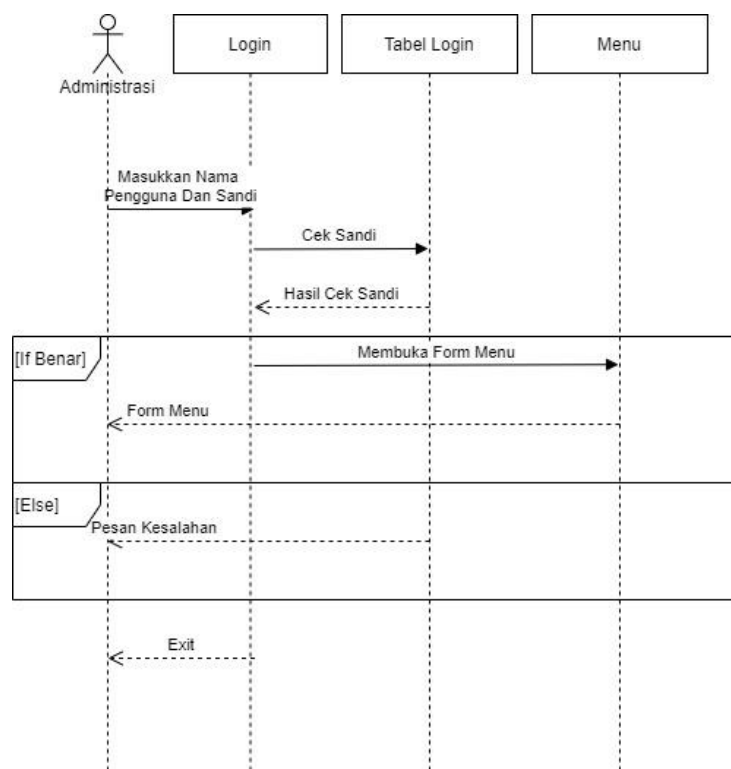 Login
Tabel Login
Menu
Administrasi
Masukkan Nama
Pengguna Dan Sandi
Cek Sandi
Hasil Cek Sandi
[If Benar]
Membuka Form Menu
Form Menu
[Else]
Pesan Kesalahan
Exit